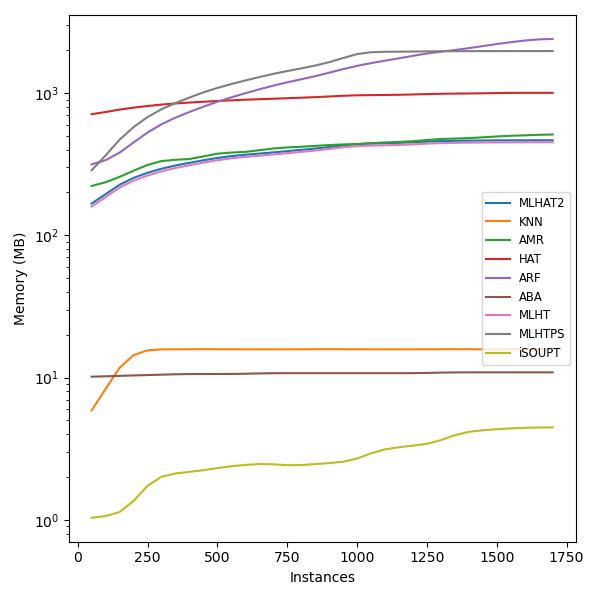 Memory (MB)
10³
10²
10¹
10⁰
MLHAT2
KNN
AMR
HAT
ARF
ABA
MLHT
MLHTPS
iSOUPT
0 250 500 750 1000 1250 1500 1750
Instances